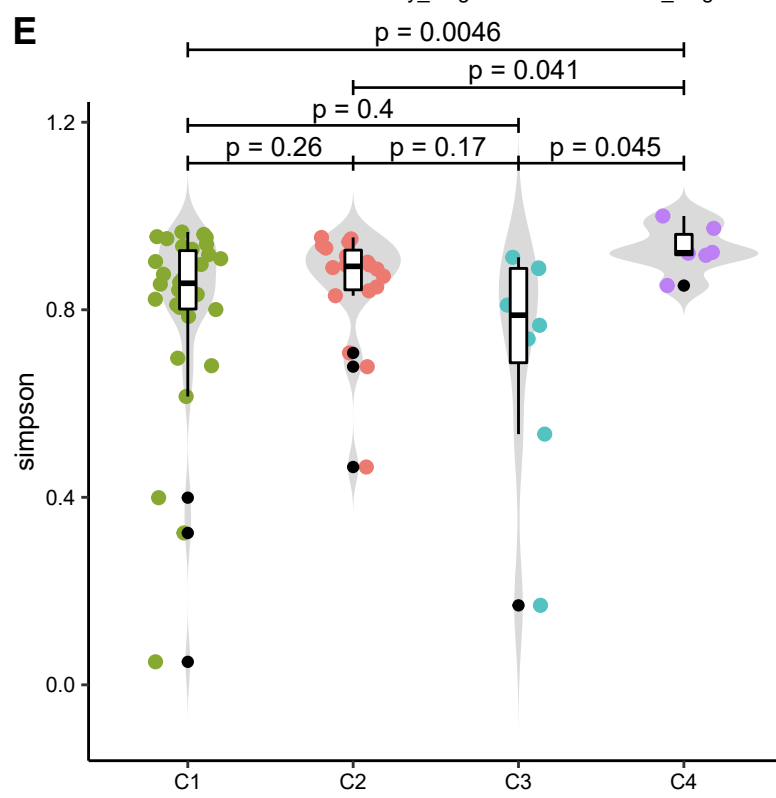 E
p = 0.0046
p = 0.041
p = 0.4
p = 0.26
p = 0.17
p = 0.045
1.2
0.8
0.4
0.0
simpson
C1
C2
C3
C4